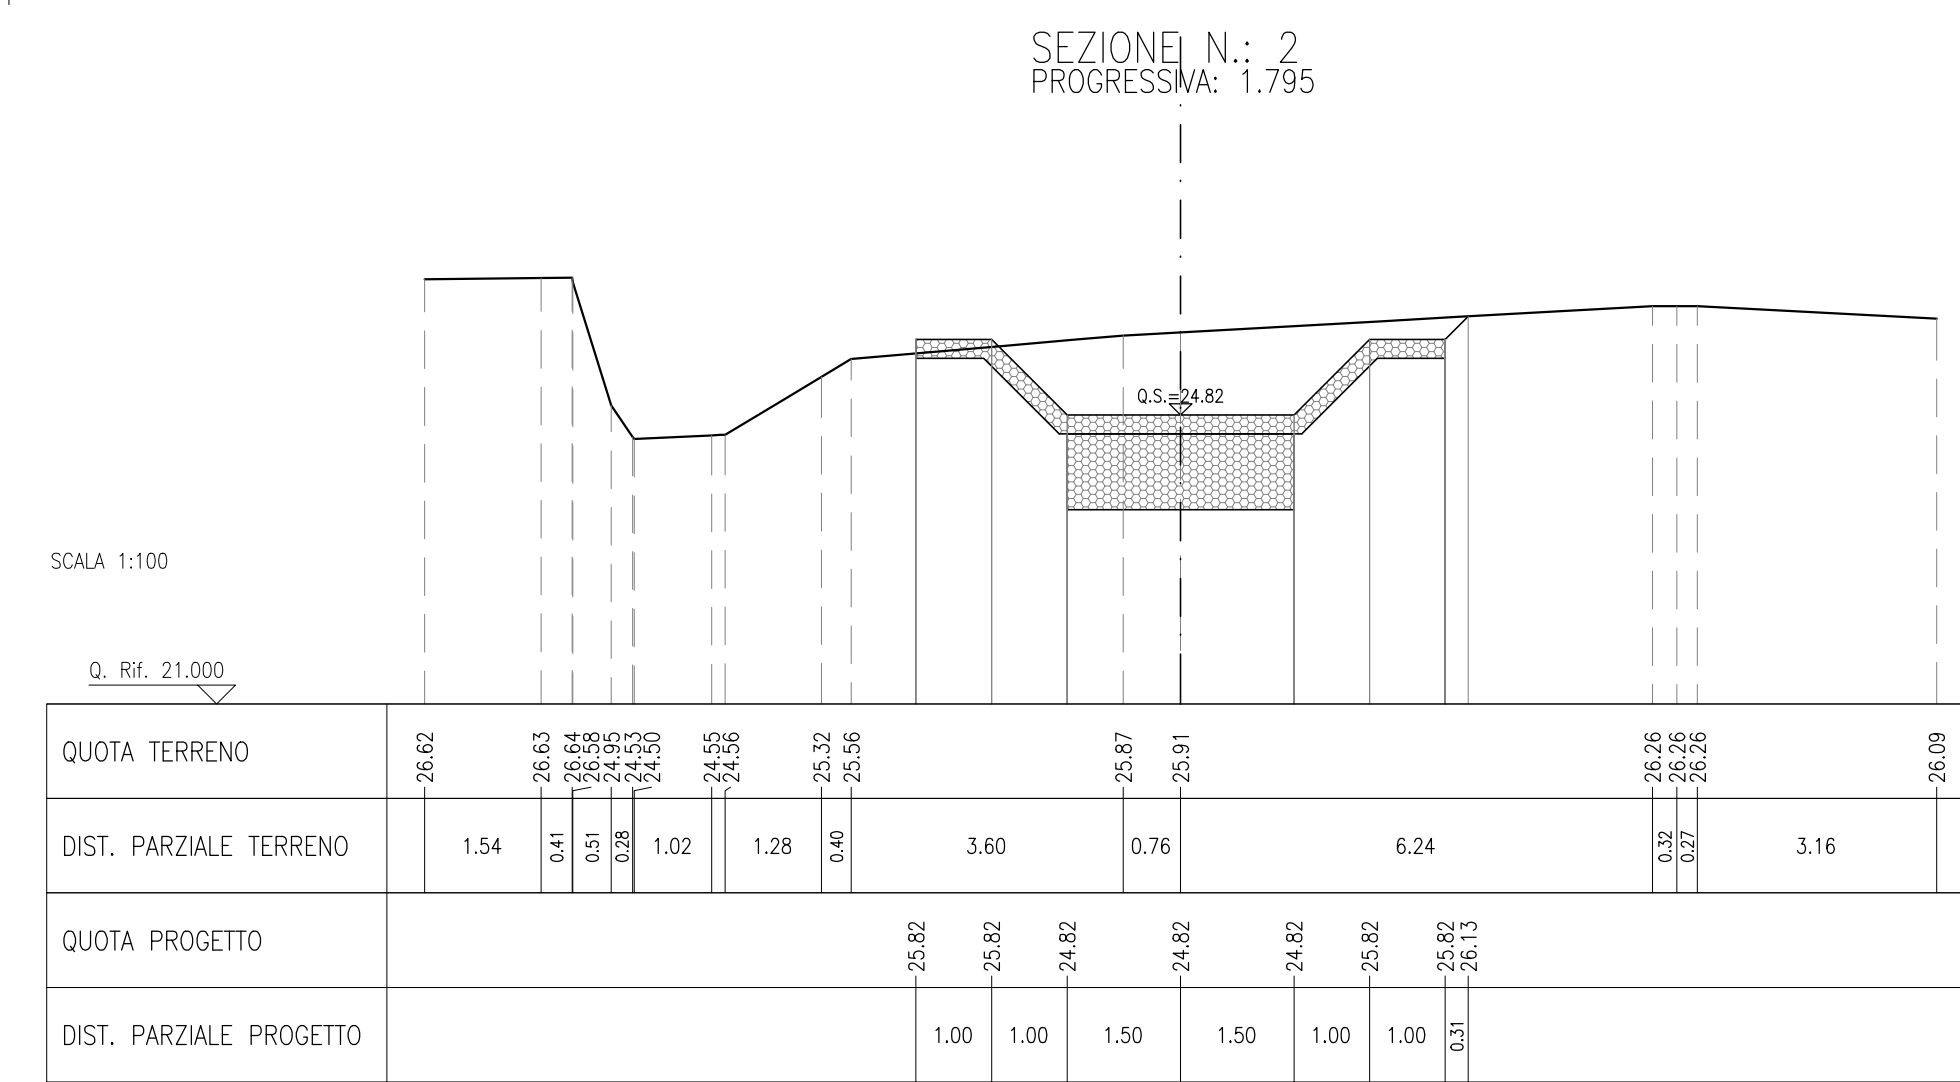 SEZIONE N.: 2
PROGRESSIVA: 1.795
Q.S.=24.82
SCALA 1:100
Q. Rif. 21.000
QUOTA TERRENO 26.62 26.63 26.64 26.58 24.95 24.53 24.50 24.55 24.56 25.32 25.56 25.87 25.91 26.26 26.26 26.26 26.09
DIST. PARZIALE TERRENO 1.54 0.41 0.51 0.28 1.02 1.28 0.40 3.60 0.76 6.24 0.32 0.27 3.16
QUOTA PROGETTO 25.82 25.82 24.82 24.82 24.82 25.82 25.82 26.13
DIST. PARZIALE PROGETTO 1.00 1.00 1.50 1.50 1.00 1.00 0.31